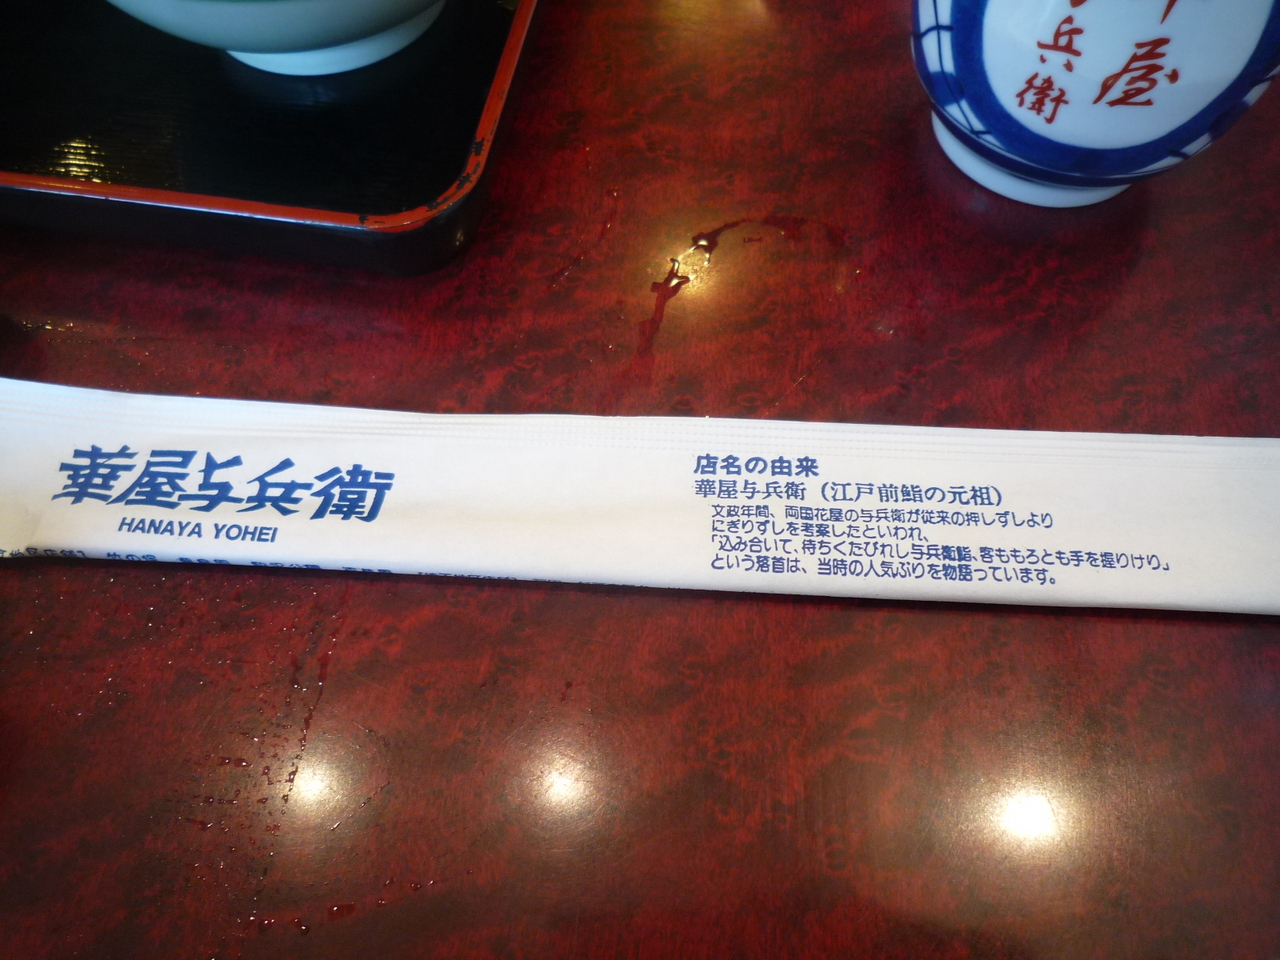 屋
兵衛
華屋与兵衛
HANAYA YOHEI
店名の由来
華屋与兵衛（江戸前鮨の元祖）
文政年間、両国花屋の与兵衛が従来の押しずしより
にぎりずしを考案したといわれ、
「込み合いて、待ちくたびれし与兵衛鮨、客ももろとも手を握りけり」
という落首は、当時の人気ぶりを物語っています。